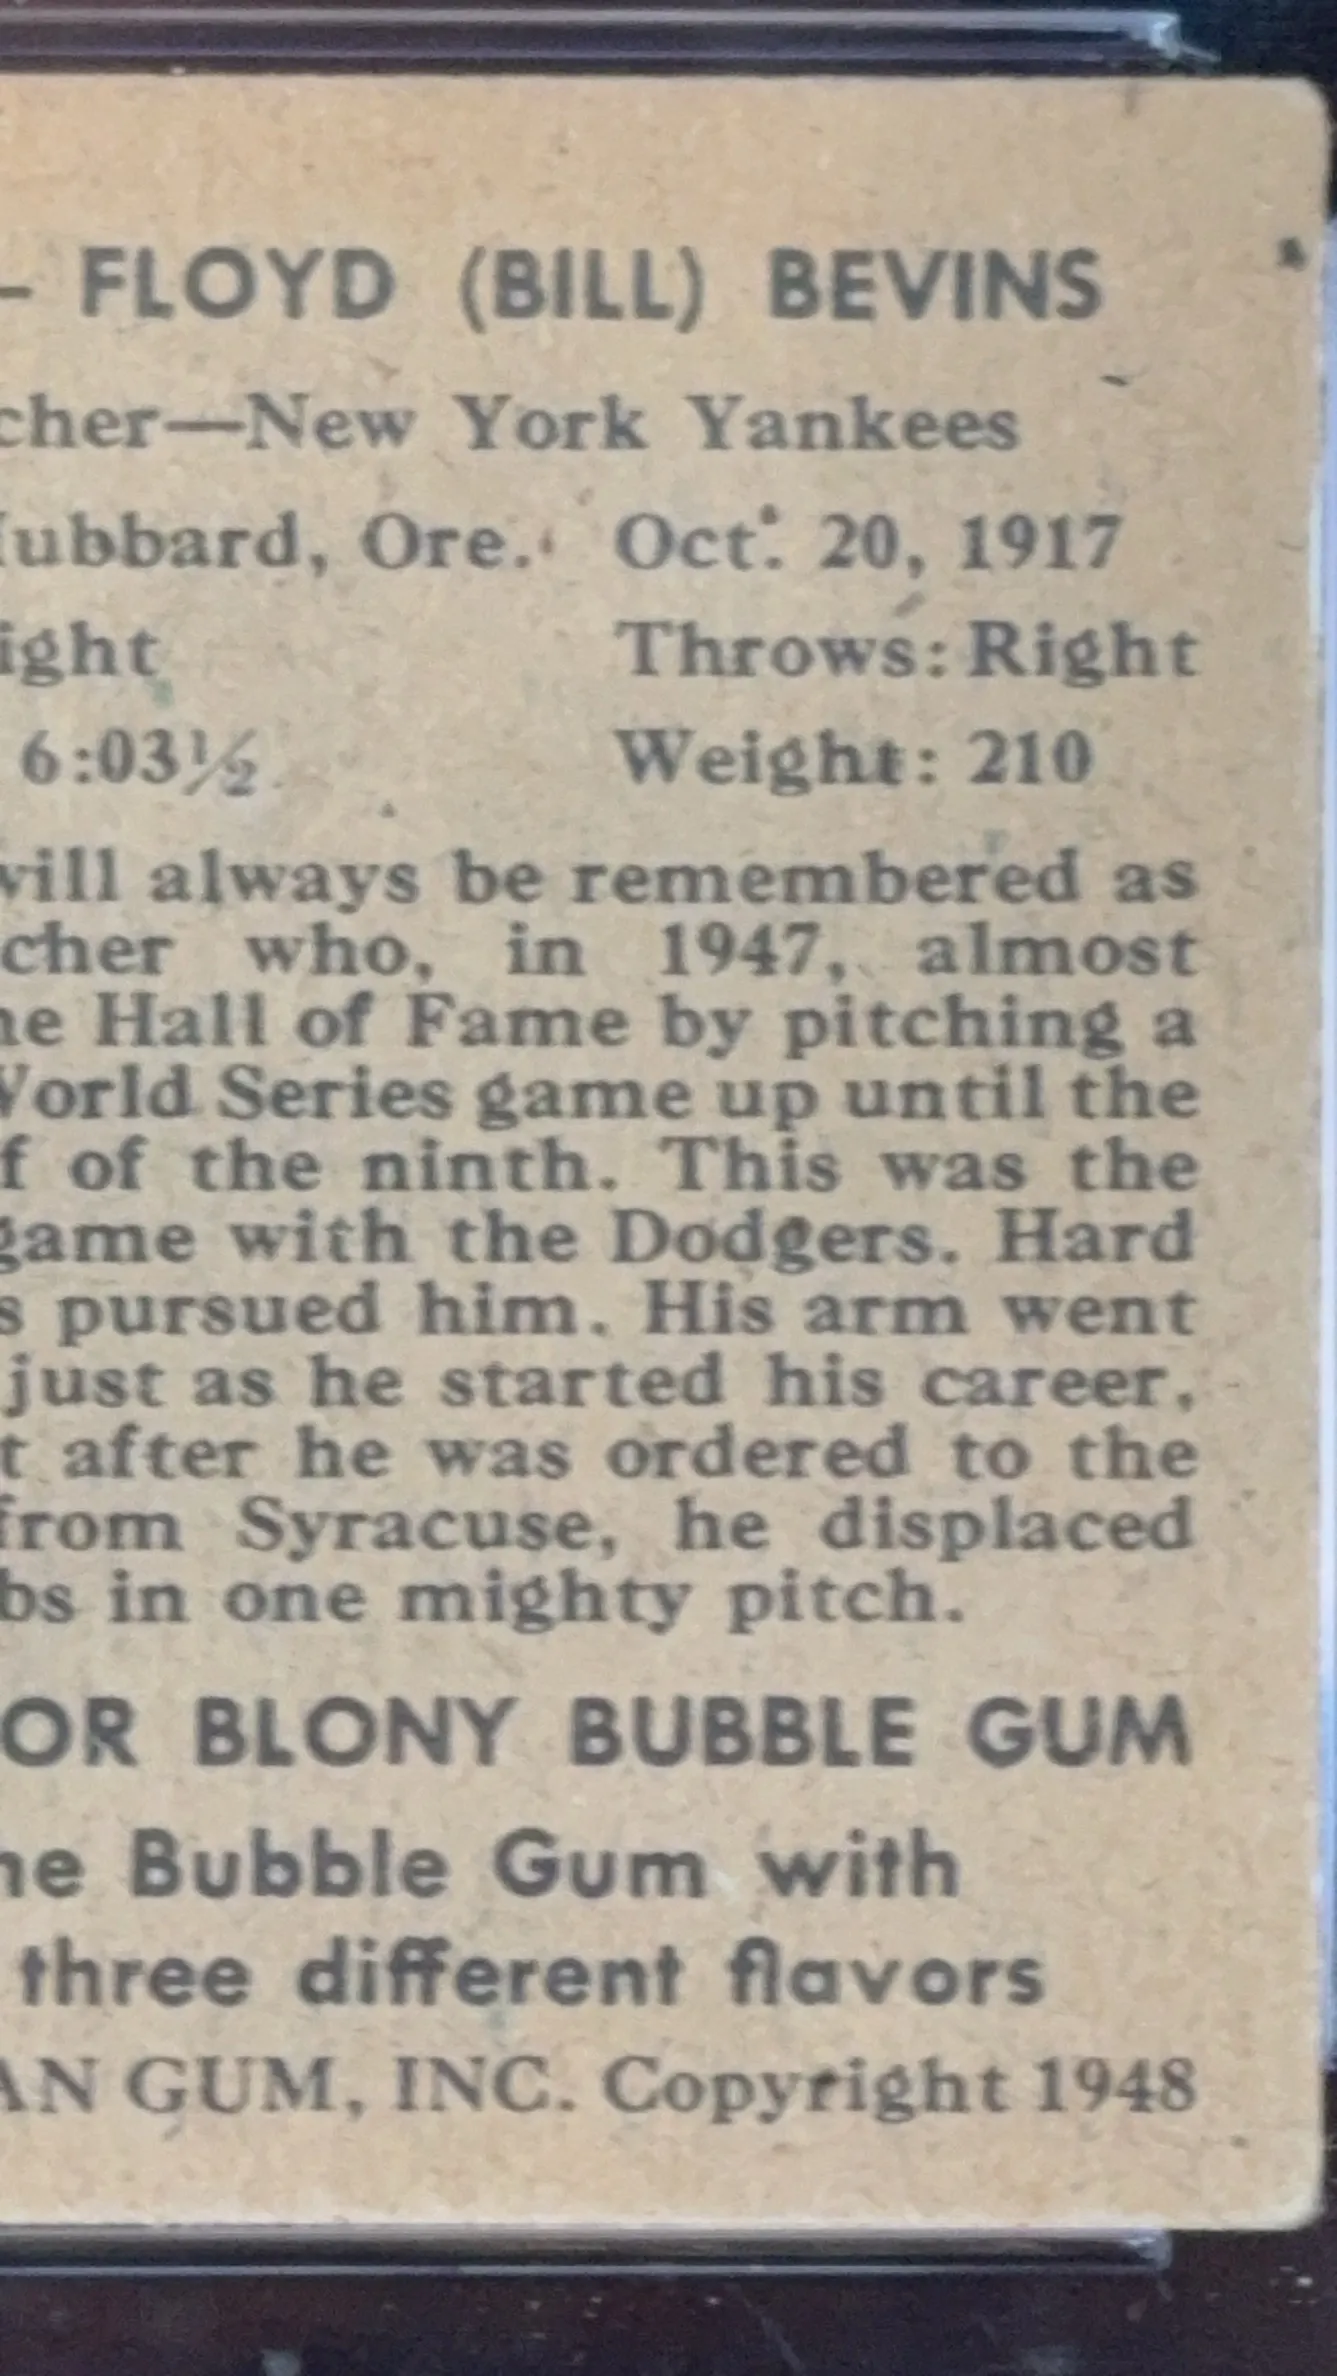 – FLOYD (BILL) BEVINS
cher—New York Yankees
ubbard, Ore. Oct. 20, 1917
ight Throws: Right
6:03½ Weight: 210
will always be remembered as
cher who, in 1947, almost
he Hall of Fame by pitching a
World Series game up until the
f of the ninth. This was the
game with the Dodgers. Hard
s pursued him. His arm went
just as he started his career,
t after he was ordered to the
from Syracuse, he displaced
bs in one mighty pitch.
OR BLONY BUBBLE GUM
he Bubble Gum with
three different flavors
AN GUM, INC. Copyright 1948